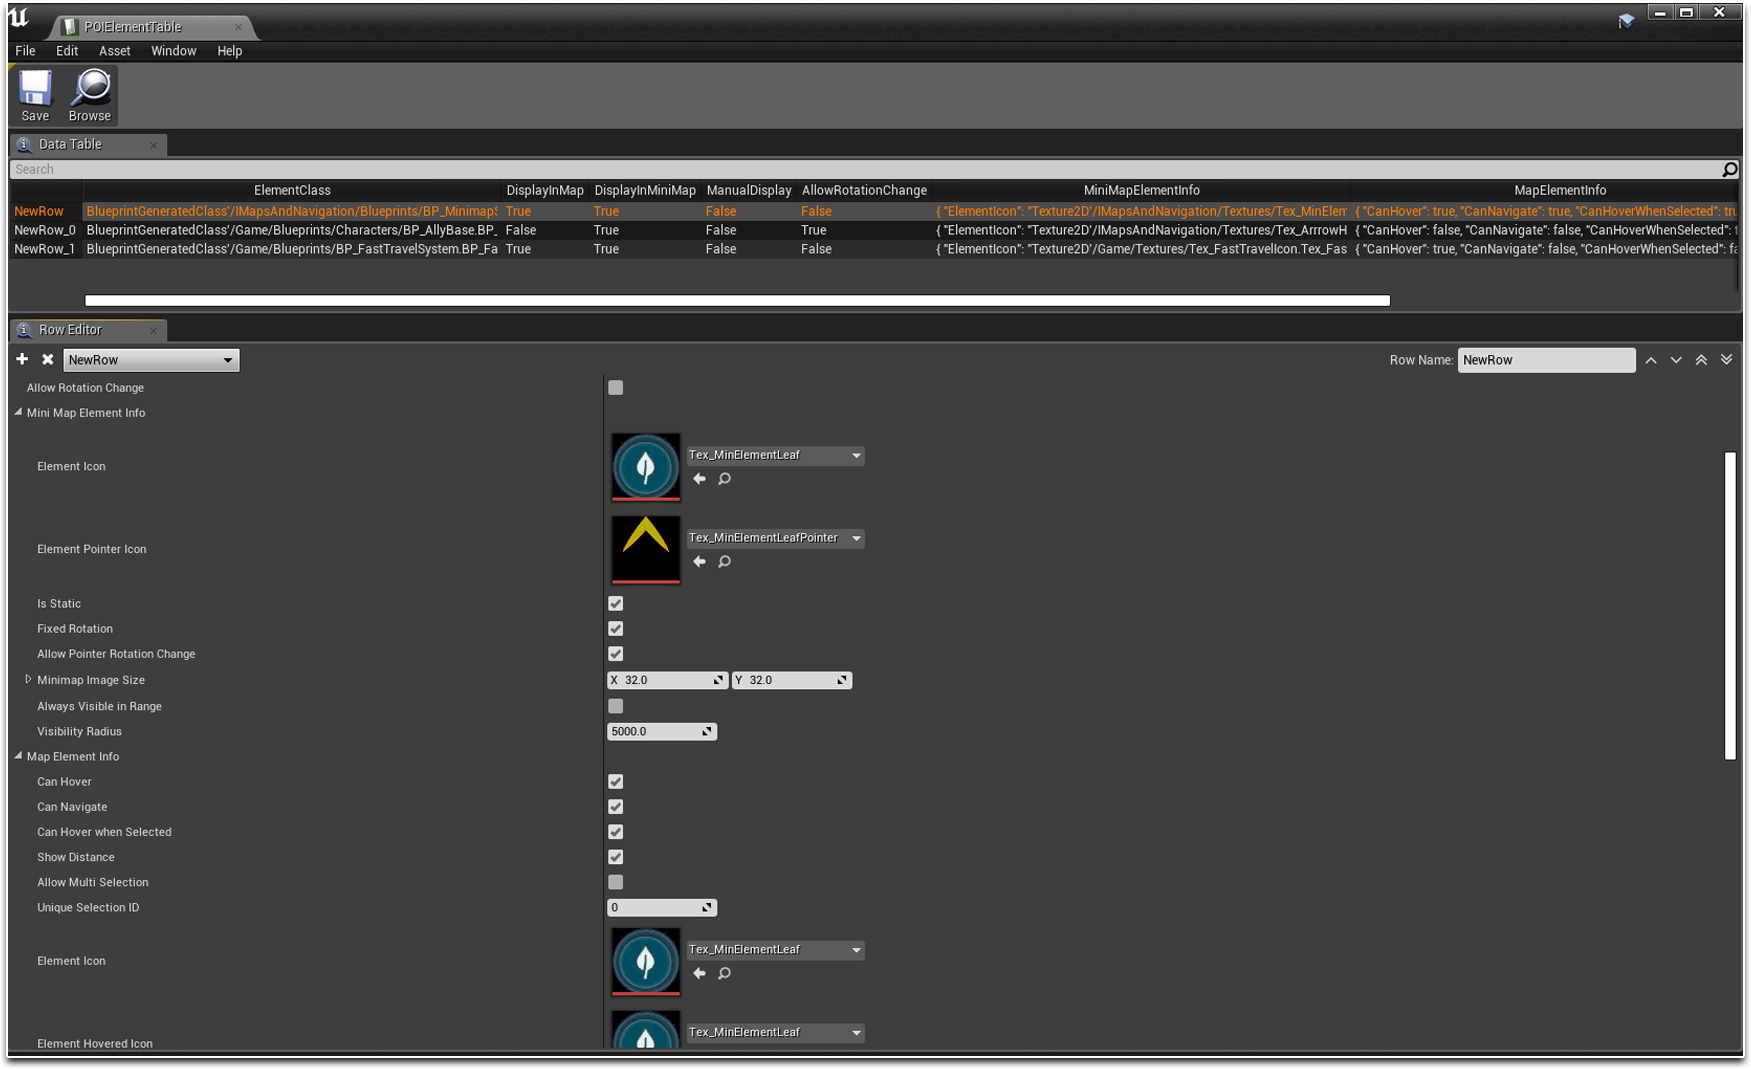 POIElementTable
File Edit Asset Window Help
Save Browse
Data Table
Search
ElementClass DisplayInMap DisplayInMiniMap ManualDisplay AllowRotationChange MiniMapElementInfo MapElementInfo
NewRow BlueprintGeneratedClass'/IMapsAndNavigation/Blueprints/BP_MinimapS True True False False { "ElementIcon": "Texture2D'/IMapsAndNavigation/Textures/Tex_MinElem { "CanHover": true, "CanNavigate": true, "CanHoverWhenSelected": tru
NewRow_0 BlueprintGeneratedClass'/Game/Blueprints/Characters/BP_AllyBase.BP_ False True False True { "ElementIcon": "Texture2D'/IMapsAndNavigation/Textures/Tex_ArrrowH { "CanHover": false, "CanNavigate": false, "CanHoverWhenSelected": t
NewRow_1 BlueprintGeneratedClass'/Game/Blueprints/BP_FastTravelSystem.BP_Fa True True False False { "ElementIcon": "Texture2D'/Game/Textures/Tex_FastTravelIcon.Tex_Fas { "CanHover": true, "CanNavigate": false, "CanHoverWhenSelected": fa
Row Editor
NewRow Row Name: NewRow
Allow Rotation Change
Mini Map Element Info
Element Icon Tex_MinElementLeaf
Element Pointer Icon Tex_MinElementLeafPointer
Is Static
Fixed Rotation
Allow Pointer Rotation Change
Minimap Image Size X 32.0 Y 32.0
Always Visible in Range
Visibility Radius 5000.0
Map Element Info
Can Hover
Can Navigate
Can Hover when Selected
Show Distance
Allow Multi Selection
Unique Selection ID 0
Element Icon Tex_MinElementLeaf
Element Hovered Icon Tex_MinElementLeaf